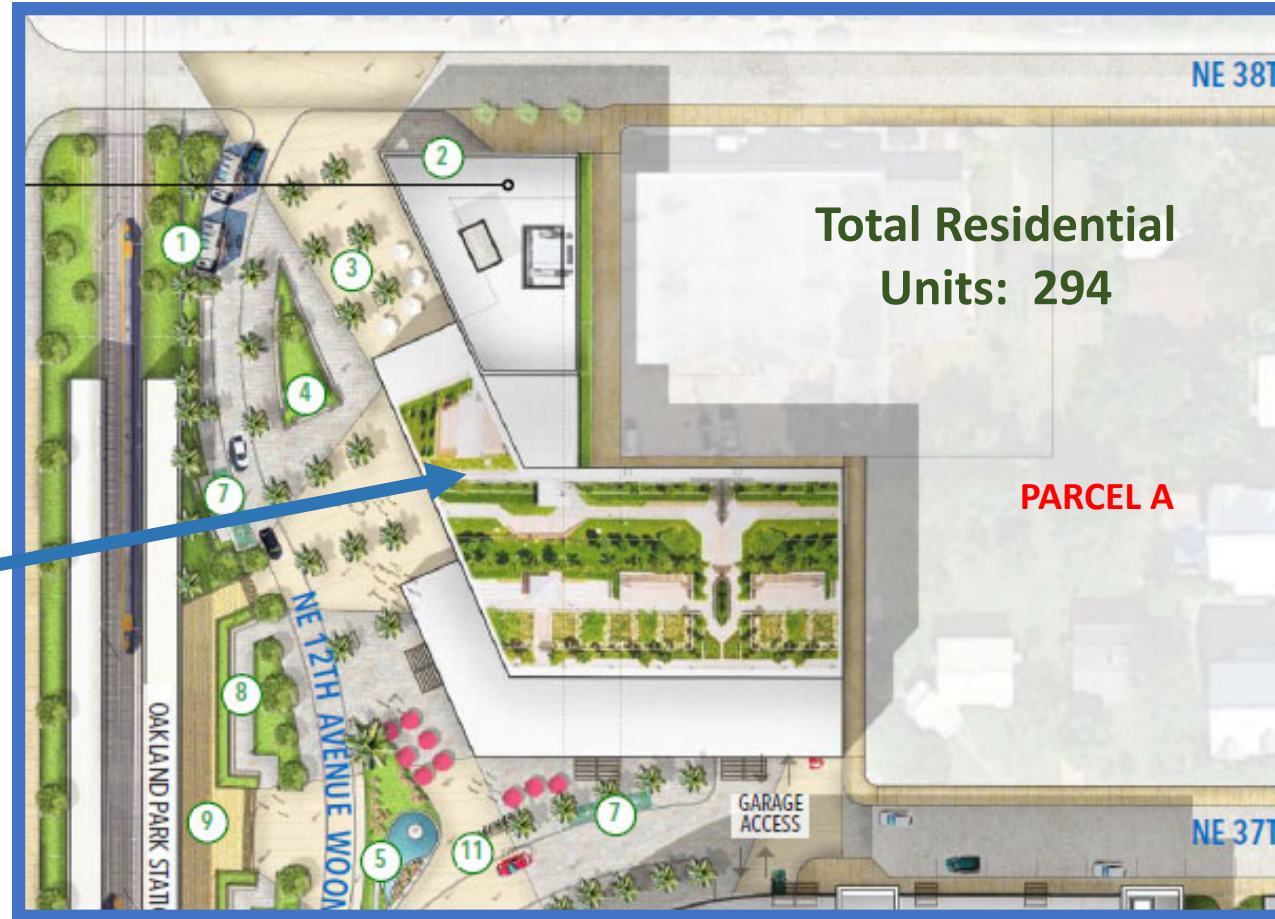 NE 38T
2
Total Residential
Units: 294
1
3
4
PARCEL A
7
NE 12TH AVENUE WOON
8
OAKLAND PARK STATI
9
7
GARAGE
ACCESS
NE 37T
5
11